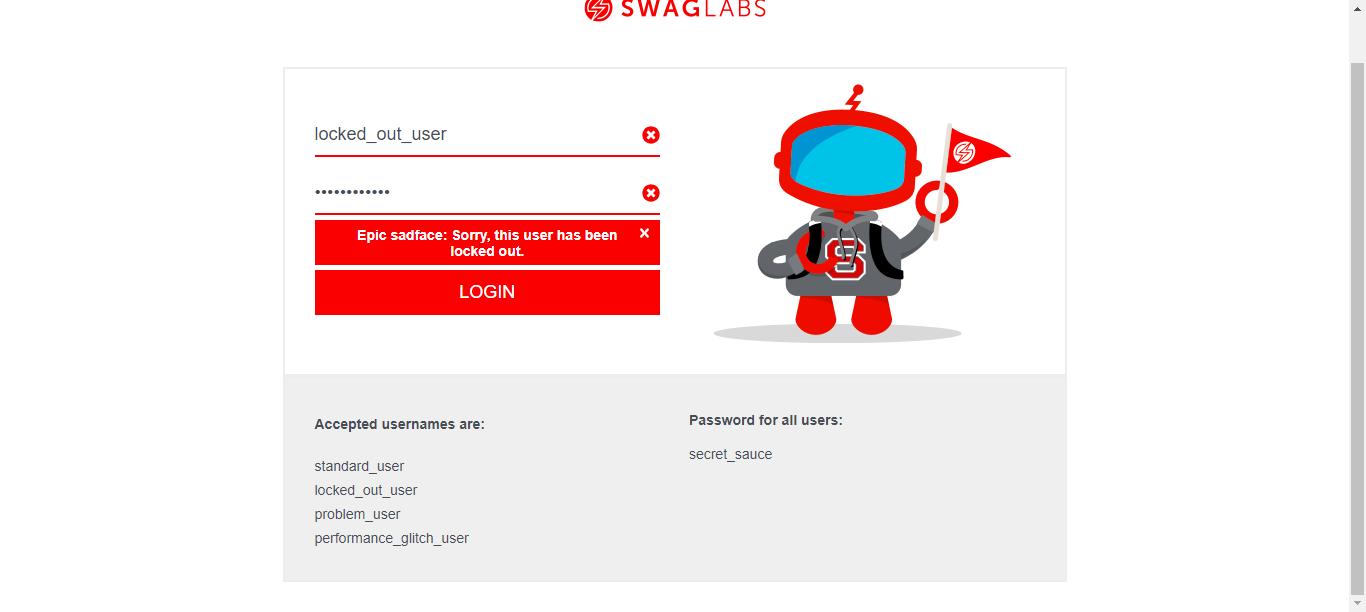 SWAGLABS
locked_out_user
••••••••••••
Epic sadface: Sorry, this user has been
locked out.
LOGIN
S
Accepted usernames are:
standard_user
locked_out_user
problem_user
performance_glitch_user
Password for all users:
secret_sauce